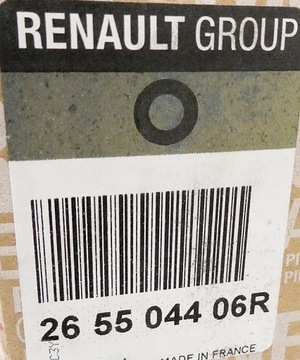 RENAULT GROUP
26 55 044 06R
MADE IN FRANCE